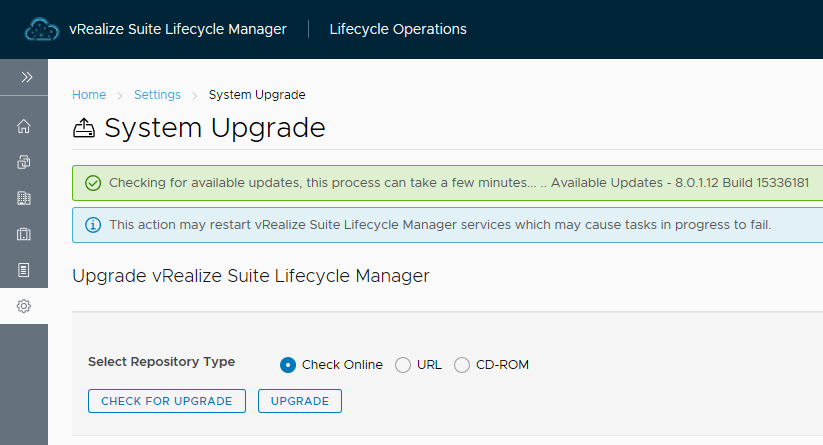 vRealize Suite Lifecycle Manager Lifecycle Operations
Home Settings System Upgrade
System Upgrade
Checking for available updates, this process can take a few minutes... .. Available Updates - 8.0.1.12 Build 15336181
This action may restart vRealize Suite Lifecycle Manager services which may cause tasks in progress to fail.
Upgrade vRealize Suite Lifecycle Manager
Select Repository Type Check Online URL CD-ROM
CHECK FOR UPGRADE UPGRADE